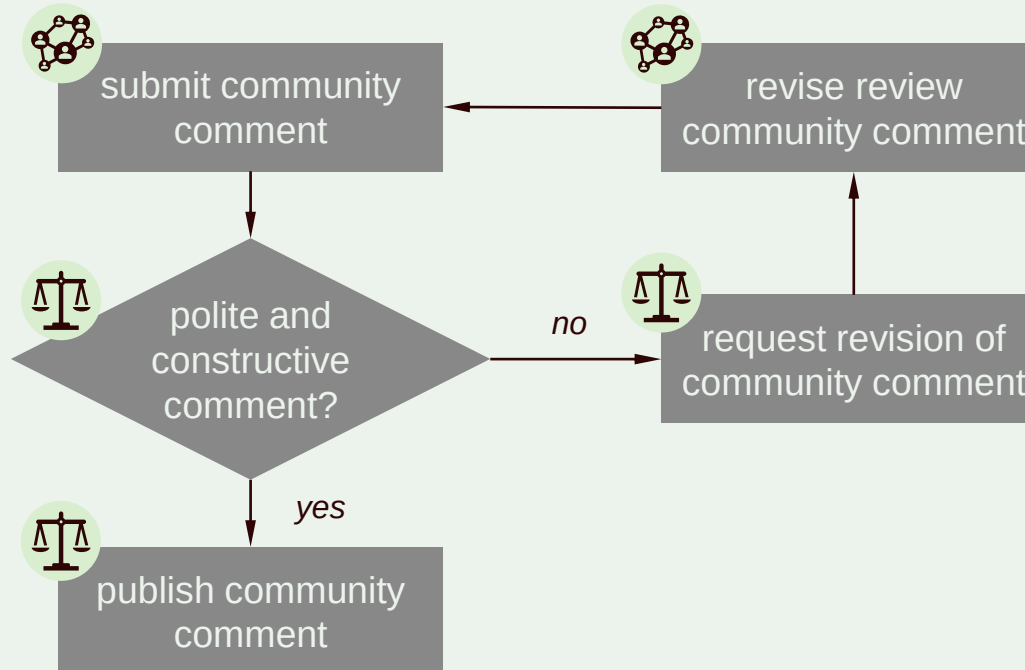 submit community
comment
revise review
community comment
polite and
constructive
comment?
no
request revision of
community comment
yes
publish community
comment